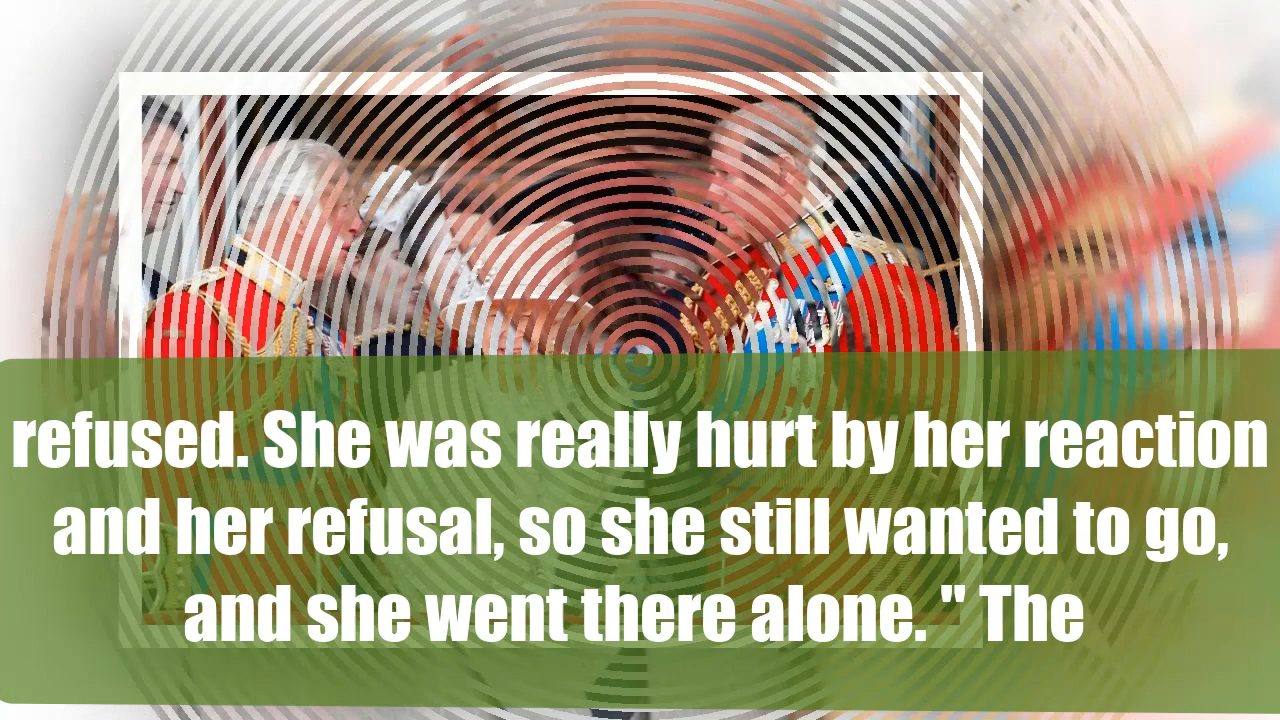 refused. She was really hurt by her reaction
and her refusal, so she still wanted to go,
and she went there alone." The